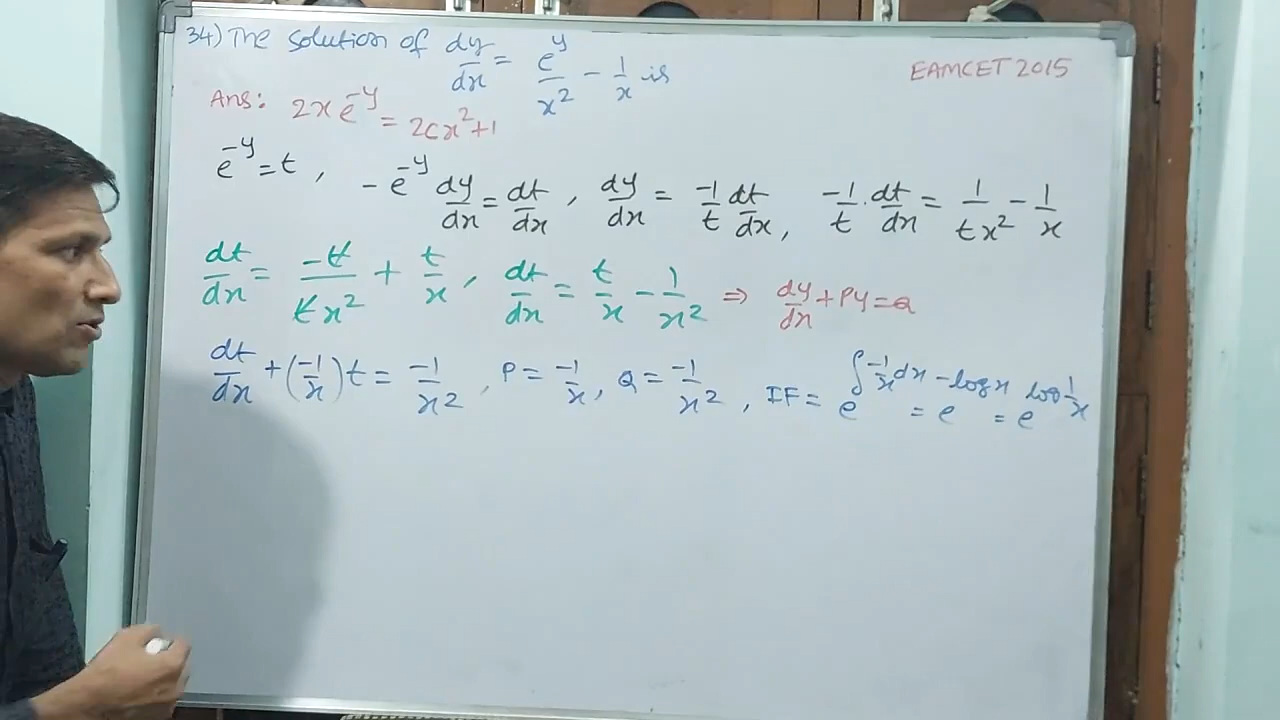 34) The solution of dy/dx = e^y/x² - 1/x is
EAMCET 2015
Ans: 2xe^-y = 2cx²+1
e^-y = t, -e^-y dy/dx = dt/dx, dy/dx = -1/t dt/dx, -1/t . dt/dx = 1/tx² - 1/x
dt/dx = -t/tx² + t/x, dt/dx = t/x - 1/x² ⇒ dy/dx + Py = Q
dt/dx + (-1/x)t = -1/x², P = -1/x, Q = -1/x², IF = e^∫-1/x dx = e^-log x = e^log 1/x